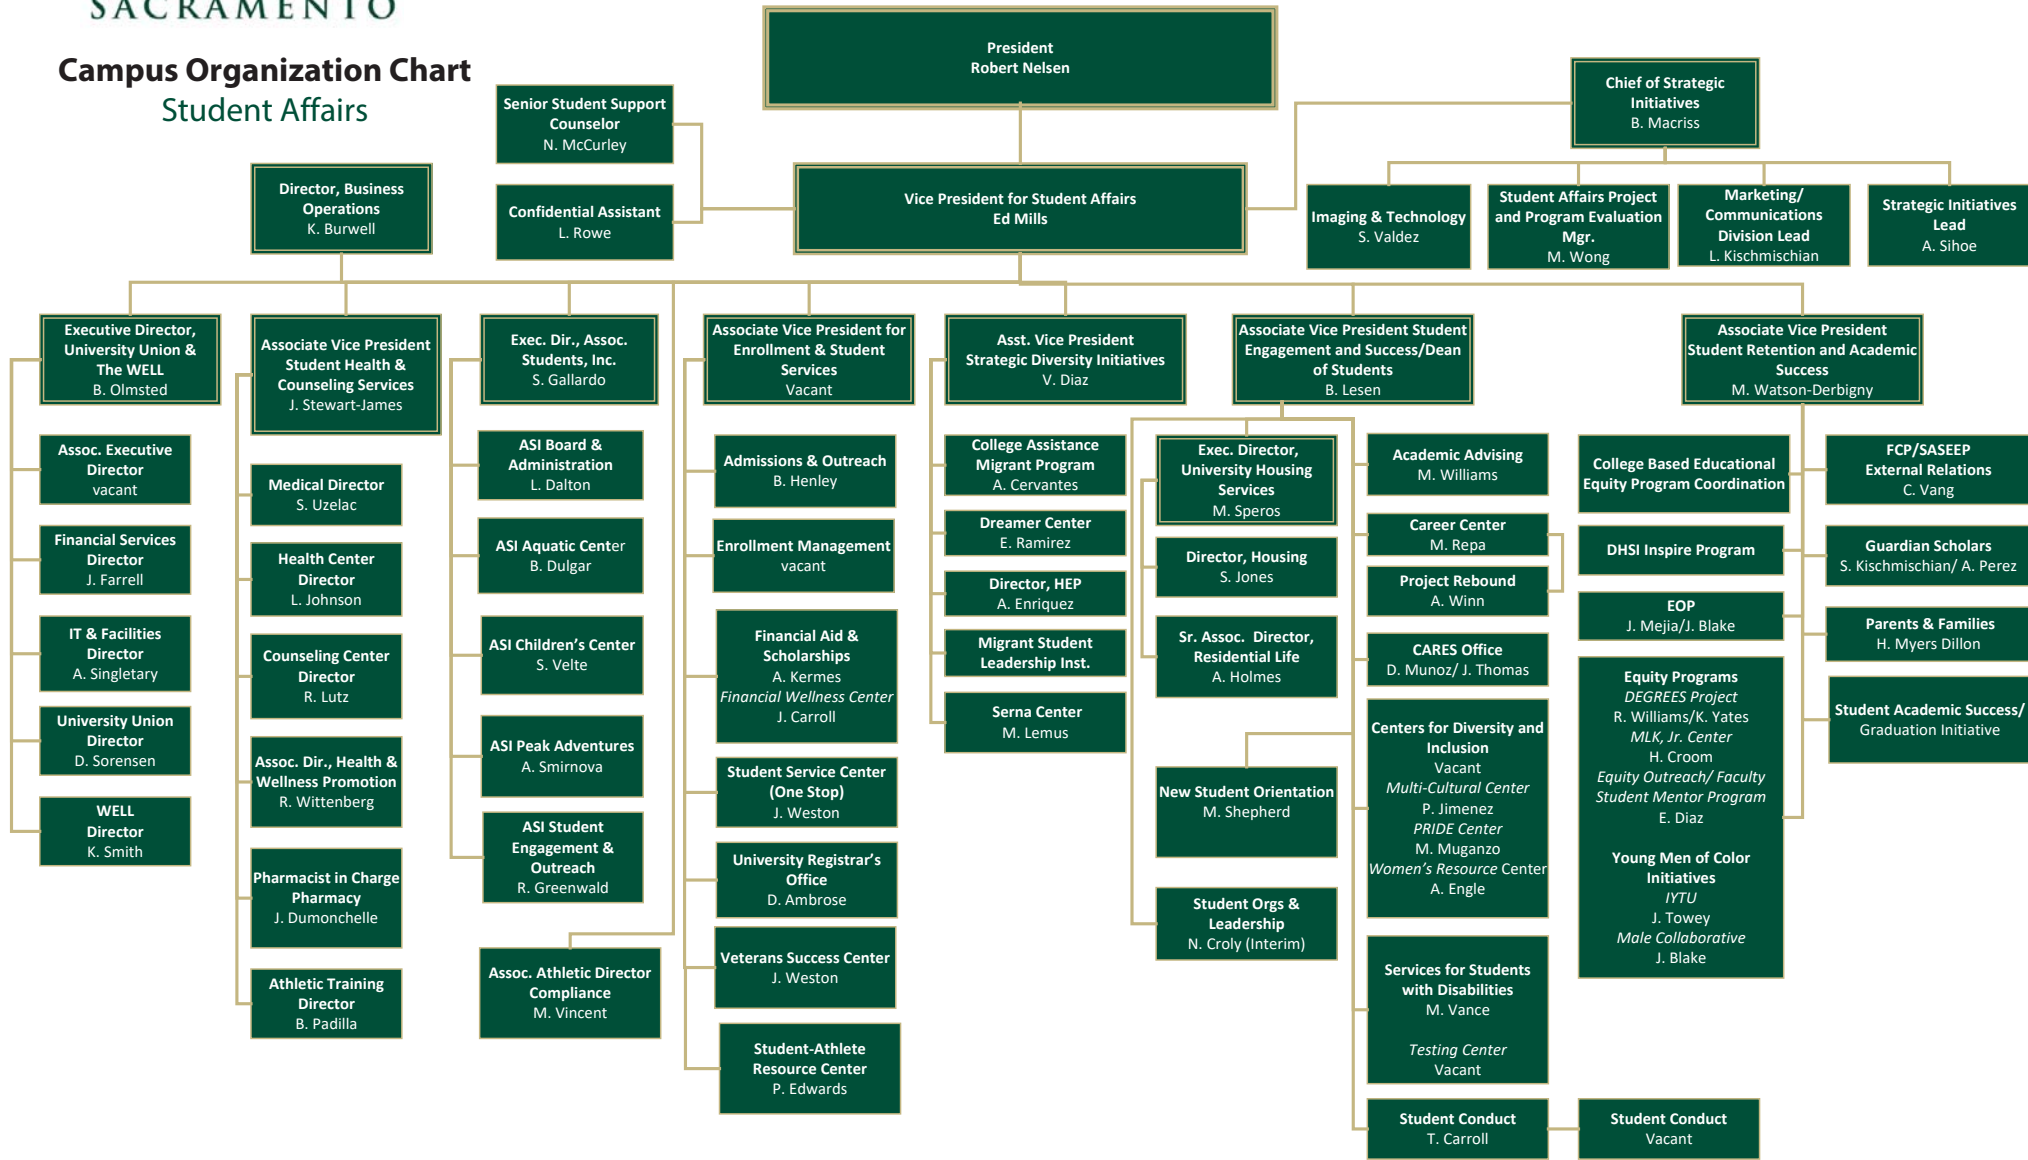 SACRAMENTO
Campus Organization Chart
Student Affairs
President
Robert Nelsen
Senior Student Support
Counselor
N. McCurley
Confidential Assistant
L. Rowe
Vice President for Student Affairs
Ed Mills
Chief of Strategic
Initiatives
B. Macriss
Imaging & Technology
S. Valdez
Student Affairs Project
and Program Evaluation
Mgr.
M. Wong
Marketing/
Communications
Division Lead
L. Kischmischian
Strategic Initiatives
Lead
A. Sihoe
Director, Business
Operations
K. Burwell
Executive Director,
University Union &
The WELL
B. Olmsted
Assoc. Executive
Director
vacant
Financial Services
Director
J. Farrell
IT & Facilities
Director
A. Singletary
University Union
Director
D. Sorensen
WELL
Director
K. Smith
Associate Vice President
Student Health &
Counseling Services
J. Stewart-James
Medical Director
S. Uzelac
Health Center
Director
L. Johnson
Counseling Center
Director
R. Lutz
Assoc. Dir., Health &
Wellness Promotion
R. Wittenberg
Pharmacist in Charge
Pharmacy
J. Dumonchelle
Athletic Training
Director
B. Padilla
Exec. Dir., Assoc.
Students, Inc.
S. Gallardo
ASI Board &
Administration
L. Dalton
ASI Aquatic Center
B. Dulgar
ASI Children’s Center
S. Velte
ASI Peak Adventures
A. Smirnova
ASI Student
Engagement &
Outreach
R. Greenwald
Assoc. Athletic Director
Compliance
M. Vincent
Associate Vice President for
Enrollment & Student
Services
Vacant
Admissions & Outreach
B. Henley
Enrollment Management
vacant
Financial Aid &
Scholarships
A. Kermes
Financial Wellness Center
J. Carroll
Student Service Center
(One Stop)
J. Weston
University Registrar’s
Office
D. Ambrose
Veterans Success Center
J. Weston
Student-Athlete
Resource Center
P. Edwards
Asst. Vice President
Strategic Diversity Initiatives
V. Diaz
College Assistance
Migrant Program
A. Cervantes
Dreamer Center
E. Ramirez
Director, HEP
A. Enriquez
Migrant Student
Leadership Inst.
Serna Center
M. Lemus
Associate Vice President Student
Engagement and Success/Dean
of Students
B. Lesen
Exec. Director,
University Housing
Services
M. Speros
Director, Housing
S. Jones
Sr. Assoc. Director,
Residential Life
A. Holmes
New Student Orientation
M. Shepherd
Student Orgs &
Leadership
N. Croly (Interim)
Academic Advising
M. Williams
Career Center
M. Repa
Project Rebound
A. Winn
CARES Office
D. Munoz/ J. Thomas
Centers for Diversity and
Inclusion
Vacant
Multi-Cultural Center
P. Jimenez
PRIDE Center
M. Muganzo
Women’s Resource Center
A. Engle
Services for Students
with Disabilities
M. Vance
Testing Center
Vacant
Student Conduct
T. Carroll
Student Conduct
Vacant
Associate Vice President
Student Retention and Academic
Success
M. Watson-Derbigny
College Based Educational
Equity Program Coordination
DHSI Inspire Program
EOP
J. Mejia/J. Blake
Equity Programs
DEGREES Project
R. Williams/K. Yates
MLK, Jr. Center
H. Croom
Equity Outreach/ Faculty
Student Mentor Program
E. Diaz
Young Men of Color
Initiatives
IYTU
J. Towey
Male Collaborative
J. Blake
FCP/SASEEP
External Relations
C. Vang
Guardian Scholars
S. Kischmischian/ A. Perez
Parents & Families
H. Myers Dillon
Student Academic Success/
Graduation Initiative